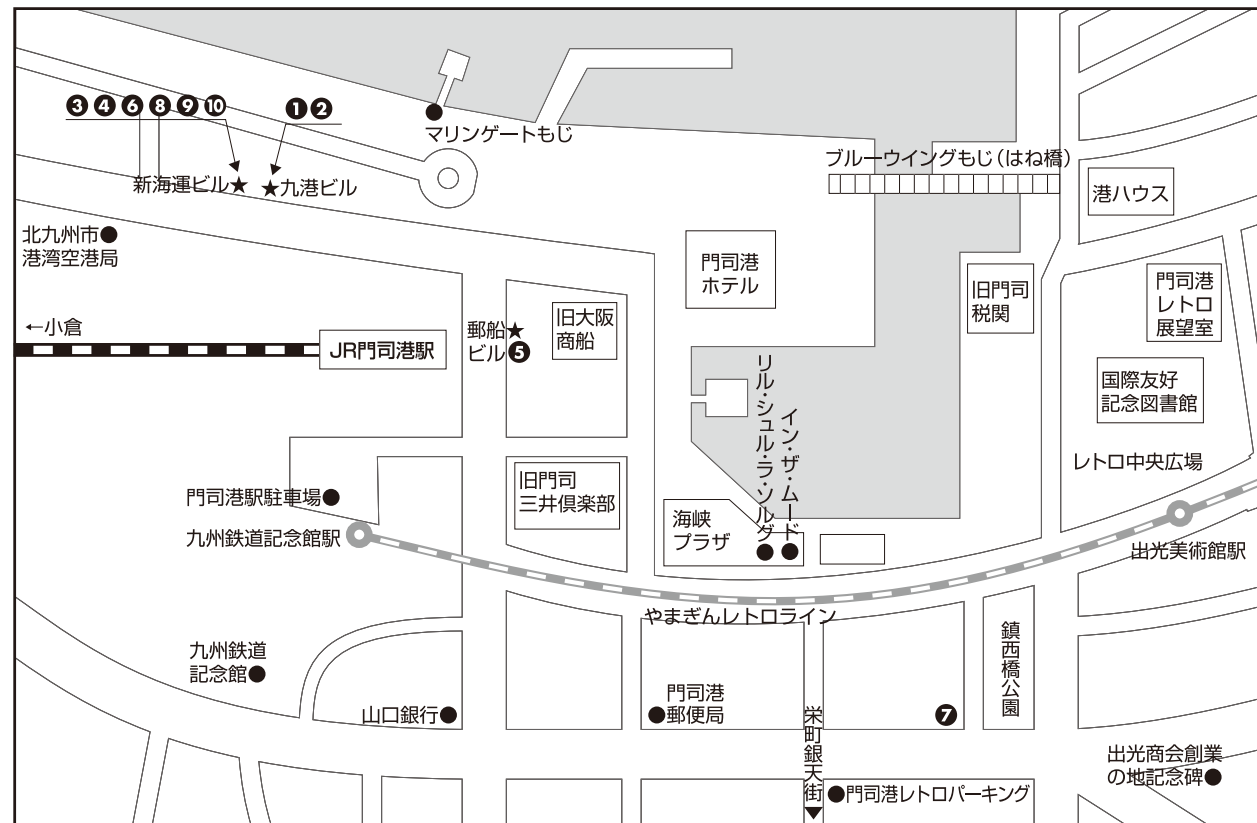 ❸❹❻❽❾❿
❶❷
マリンゲートもじ
ブルーウイングもじ（はね橋）
新海運ビル★
★九港ビル
港ハウス
北九州市●
港湾空港局
門司港
ホテル
旧門司
税関
門司港
レトロ
展望室
←小倉
JR門司港駅
郵船★
ビル❺
旧大阪
商船
リル・シュル・ラ・ソルグ
イン・ザ・ムード
国際友好
記念図書館
レトロ中央広場
門司港駅駐車場●
旧門司
三井倶楽部
海峡
プラザ
九州鉄道記念館駅
出光美術館駅
やまぎんレトロライン
九州鉄道
記念館●
鎮西橋公園
山口銀行●
門司港
●郵便局
❼
栄町銀天街
出光商会創業
の地記念碑●
●門司港レトロパーキング